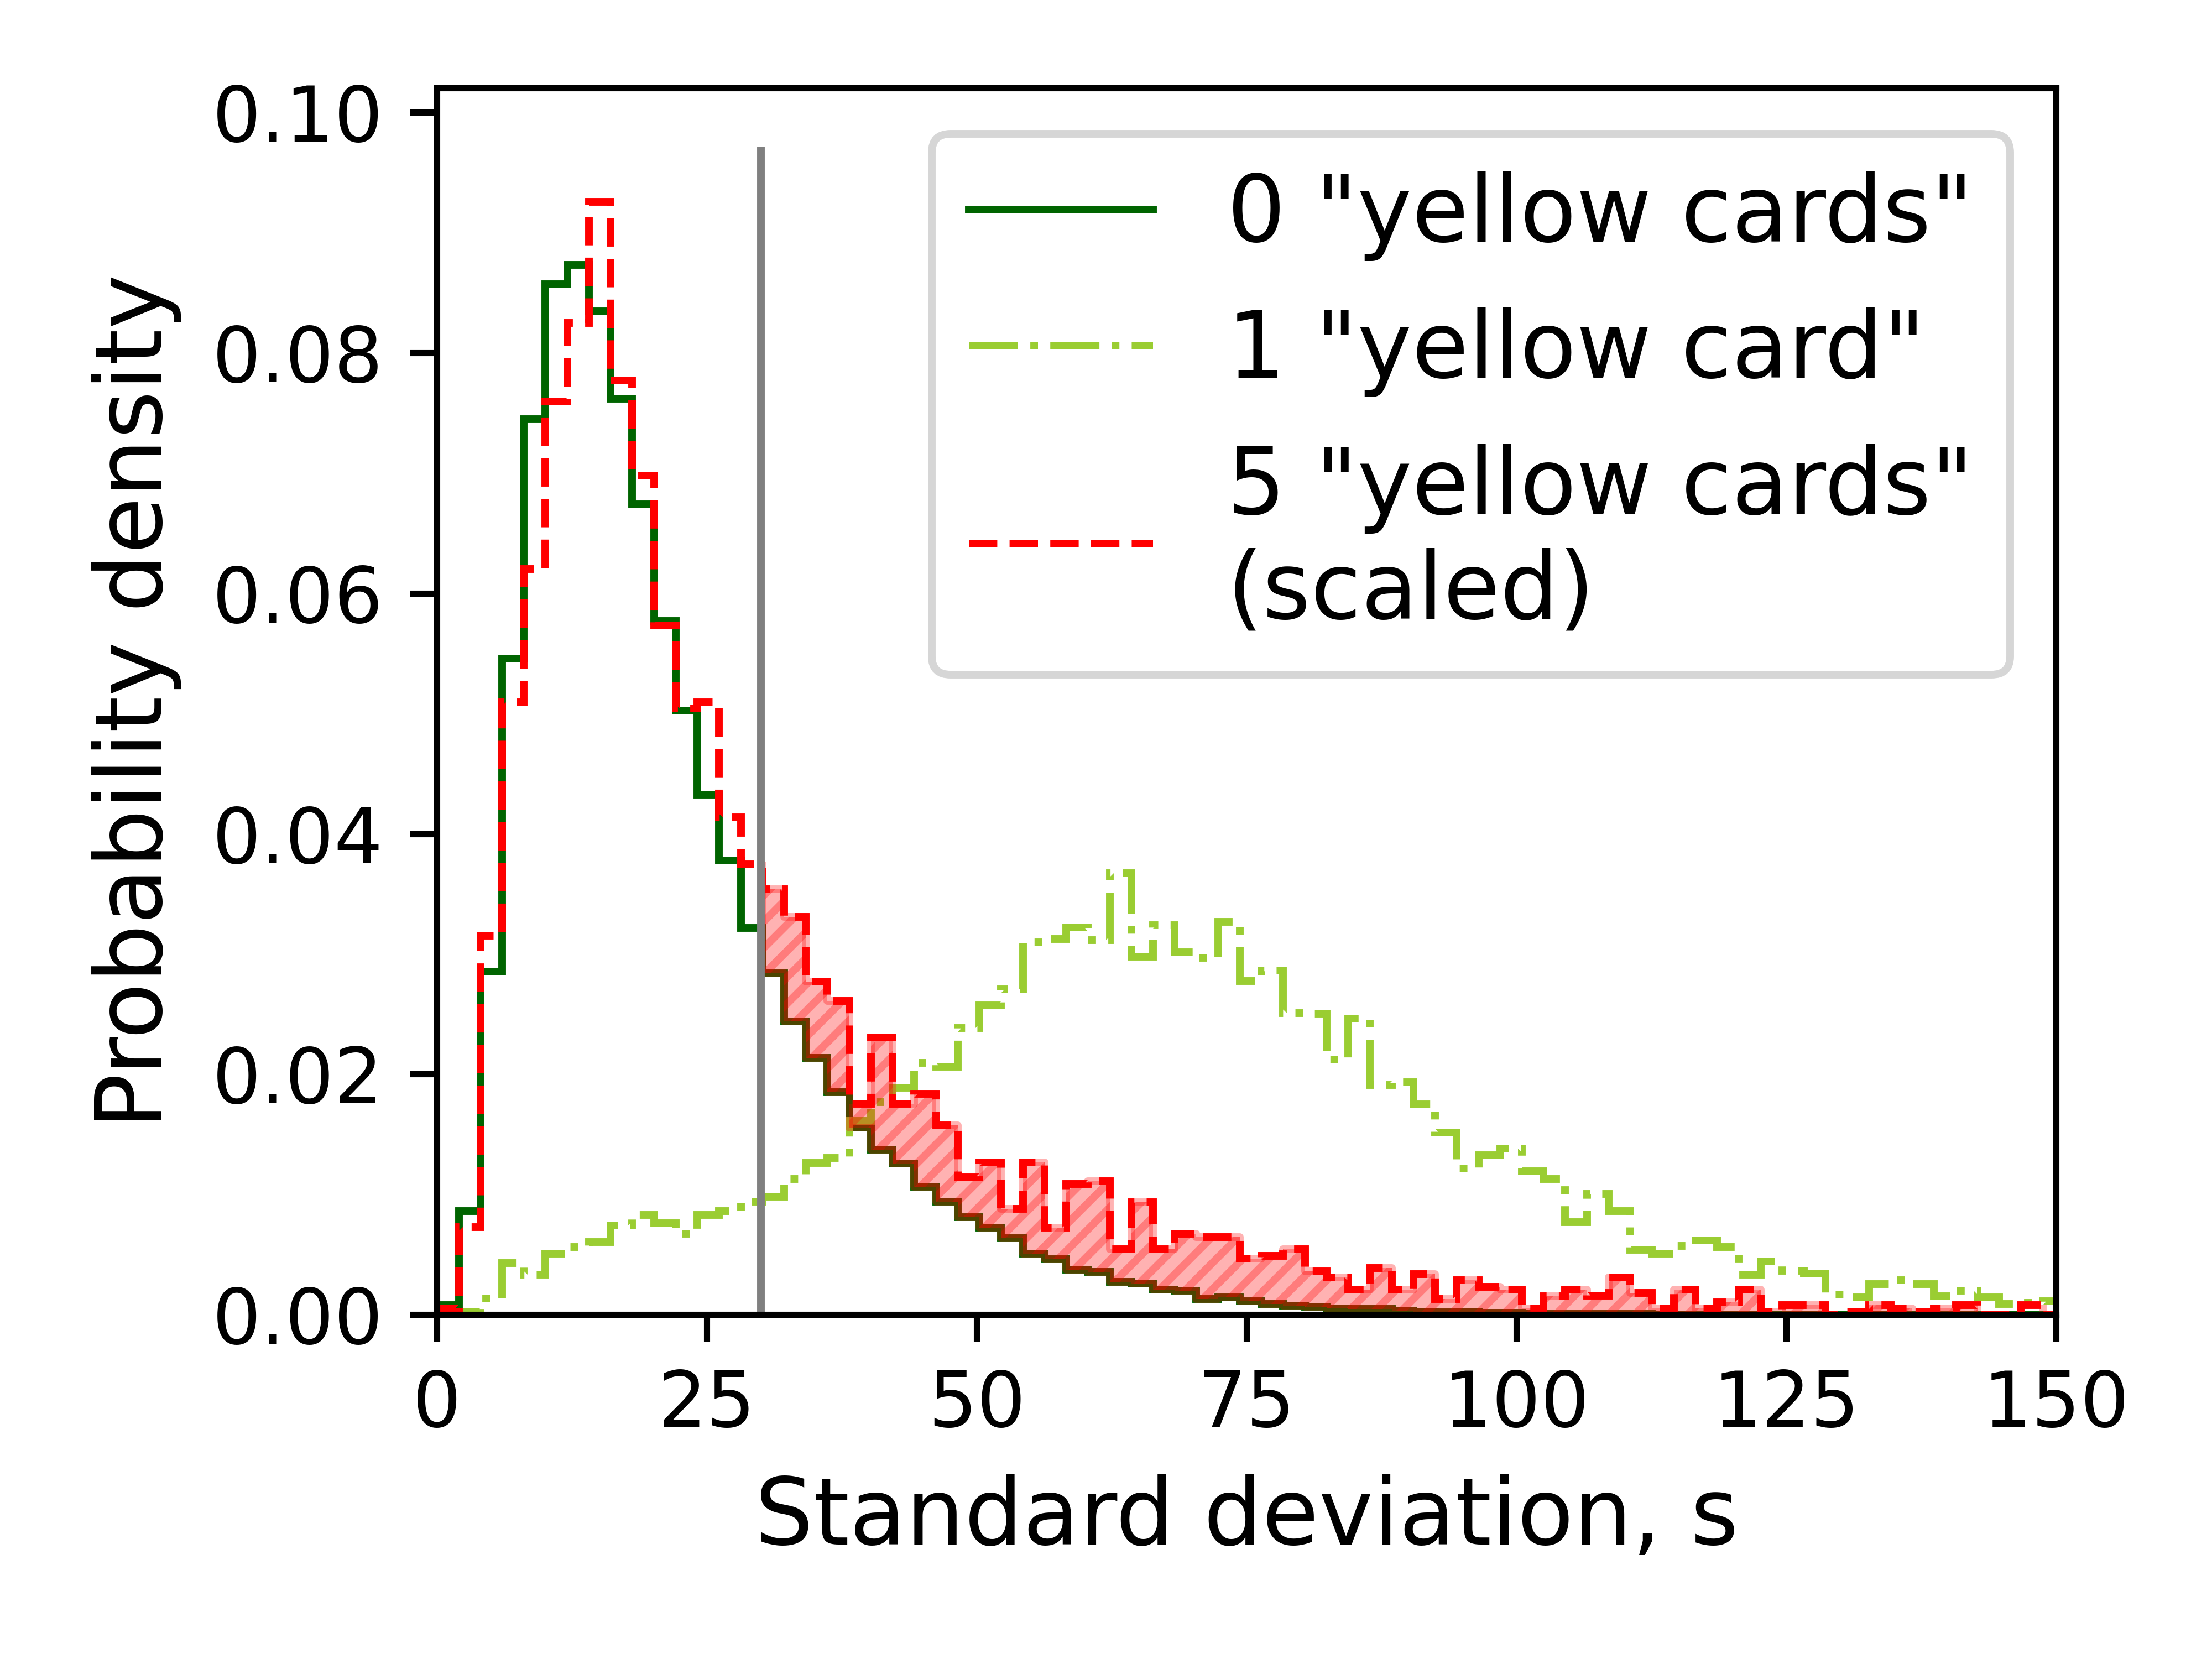 0 "yellow cards"
1 "yellow card"
5 "yellow cards"
(scaled)
Probability density
0.10
0.08
0.06
0.04
0.02
0.00
0 25 50 75 100 125 150
Standard deviation, s